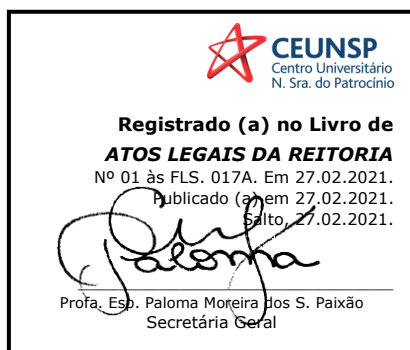 CEUNSP
Centro Universitário
N. Sra. do Patrocínio
Registrado (a) no Livro de
ATOS LEGAIS DA REITORIA
Nº 01 às FLS. 017A. Em 27.02.2021.
Publicado (a) em 27.02.2021.
Salto, 27.02.2021.
Paloma
Profa. Esp. Paloma Moreira dos S. Paixão
Secretária Geral